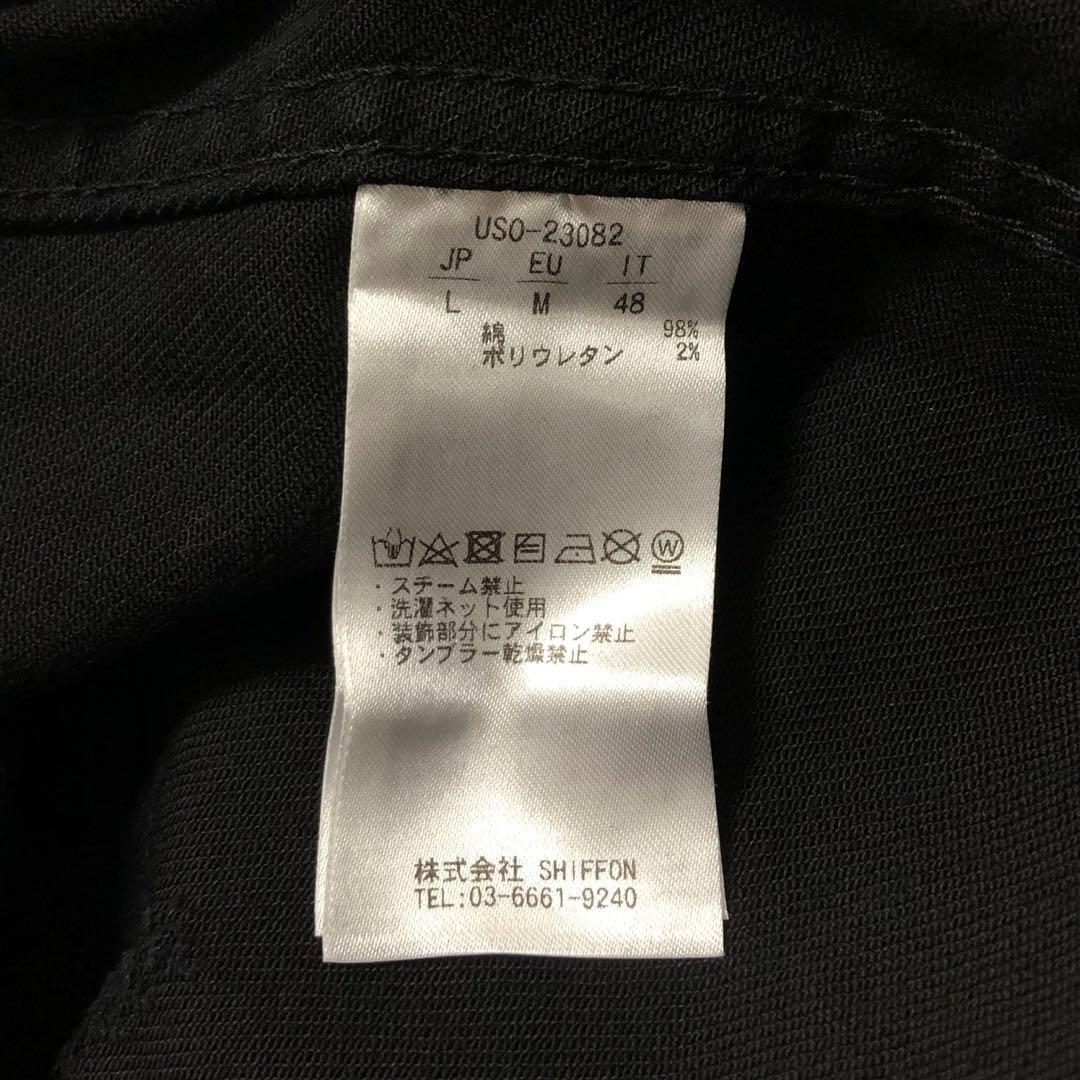 USO-23082
JP EU IT
L M 48
綿 98%
ポリウレタン 2%
W
・スチーム禁止
・洗濯ネット使用
・装飾部分にアイロン禁止
・タンブラー乾燥禁止
株式会社 SHIFFON
TEL:03-6661-9240